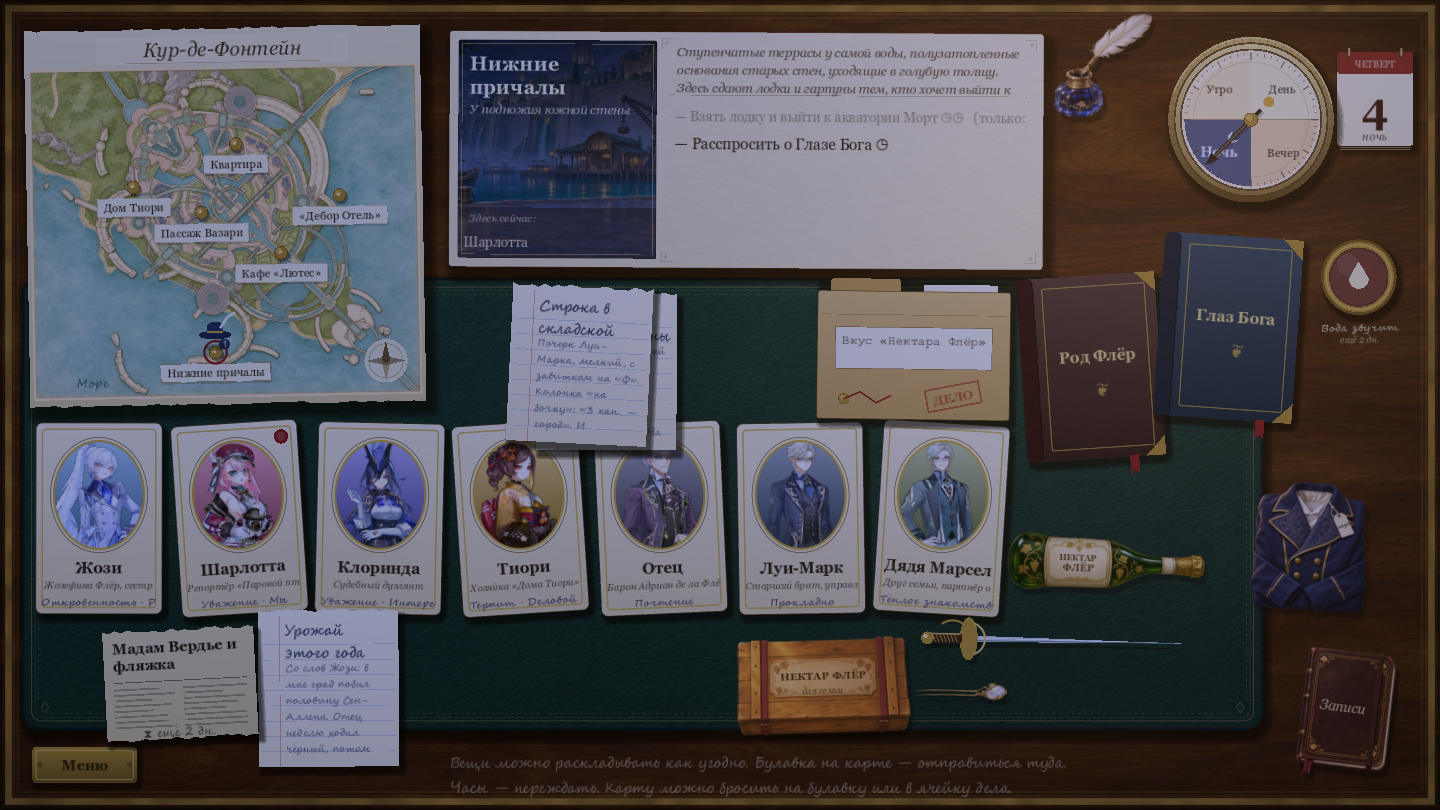 Кур-де-Фонтейн
Квартира
Дом Тиори
«Дебор Отель»
Пассаж Вазари
Кафе «Лютес»
Нижние причалы
Море
Нижние
причалы
У подножия южной стены
Здесь сейчас:
Шарлотта
Ступенчатые террасы у самой воды, полузатопленные
основания старых стен, уходящие в голубую толщу.
Здесь сдают лодки и гарпуны тем, кто хочет выйти к
— Взять лодку и выйти к акватории Морт (только:
— Расспросить о Глазе Бога
Утро
День
Ночь
Вечер
ЧЕТВЕРГ
4
НОЧЬ
Вода звучит
ещё 2 дн.
Строка в
складской
Почерк Луи-
Марка, мелкий, с
завитком на «Ф».
Колонка «на
бочку»: «3 кап. —
город». И
Вкус «Нектара Флёр»
ДЕЛО
Род Флёр
Глаз Бога
Жози
Жозефина Флёр, сестр
Откровенность · Р
Шарлотта
Репортёр «Паровой пт
Уважение · Мы
Клоринда
Судебный дуэлянт
Уважение · Интере
Тиори
Хозяйка «Дома Тиори»
Терпит · Деловой
Отец
Барон Адриан де ла Флё
Почтение
Луи-Марк
Старший брат, управл
Прохладно
Дядя Марсел
Друг семьи, партнёр о
Тёплое знакомств
НЕКТАР
ФЛЁР
Мадам Вердье и
фляжка
ещё 2 дн.
Урожай
этого года
Со слов Жози: в
мае град побил
половину Сен-
Аллена. Отец
неделю ходил
чёрный, потом
НЕКТАР ФЛЁР
для семьи
Записи
Меню
Вещи можно раскладывать как угодно. Булавка на карте — отправиться туда.
Часы — переждать. Карту можно бросить на булавку или в ячейку дела.